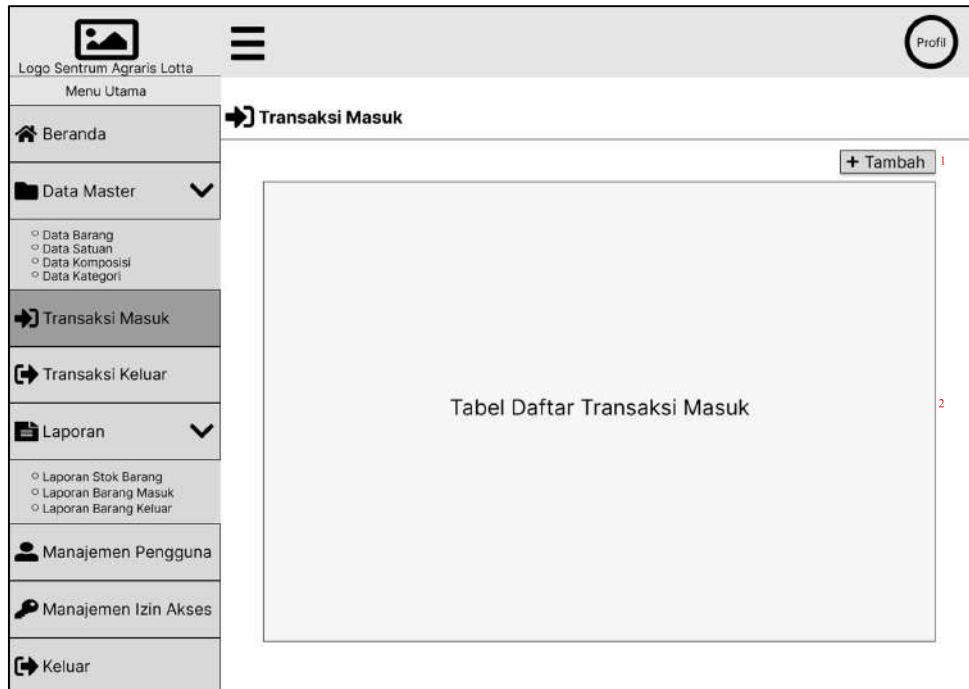 Logo Sentrum Agraris Lotta
Profil
Menu Utama
Beranda
Data Master
Data Barang
Data Satuan
Data Komposisi
Data Kategori
Transaksi Masuk
Transaksi Keluar
Laporan
Laporan Stok Barang
Laporan Barang Masuk
Laporan Barang Keluar
Manajemen Pengguna
Manajemen Izin Akses
Keluar
Transaksi Masuk
+ Tambah 1
Tabel Daftar Transaksi Masuk 2